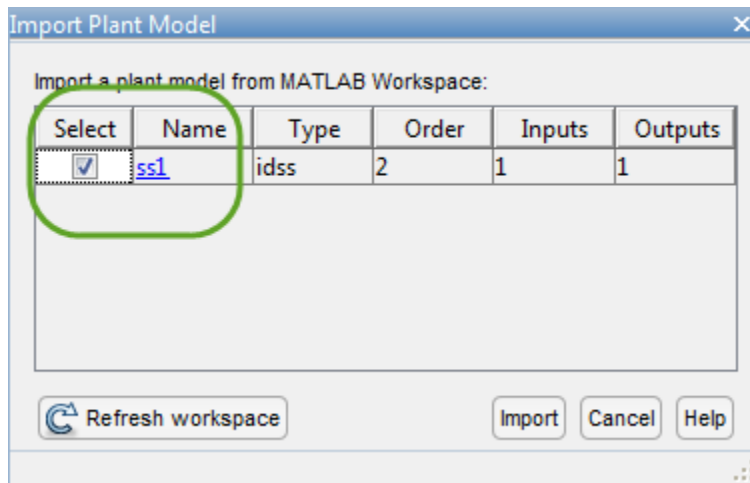 Import Plant Model
Import a plant model from MATLAB Workspace:
Select Name Type Order Inputs Outputs
ss1 idss 2 1 1
Refresh workspace Import Cancel Help